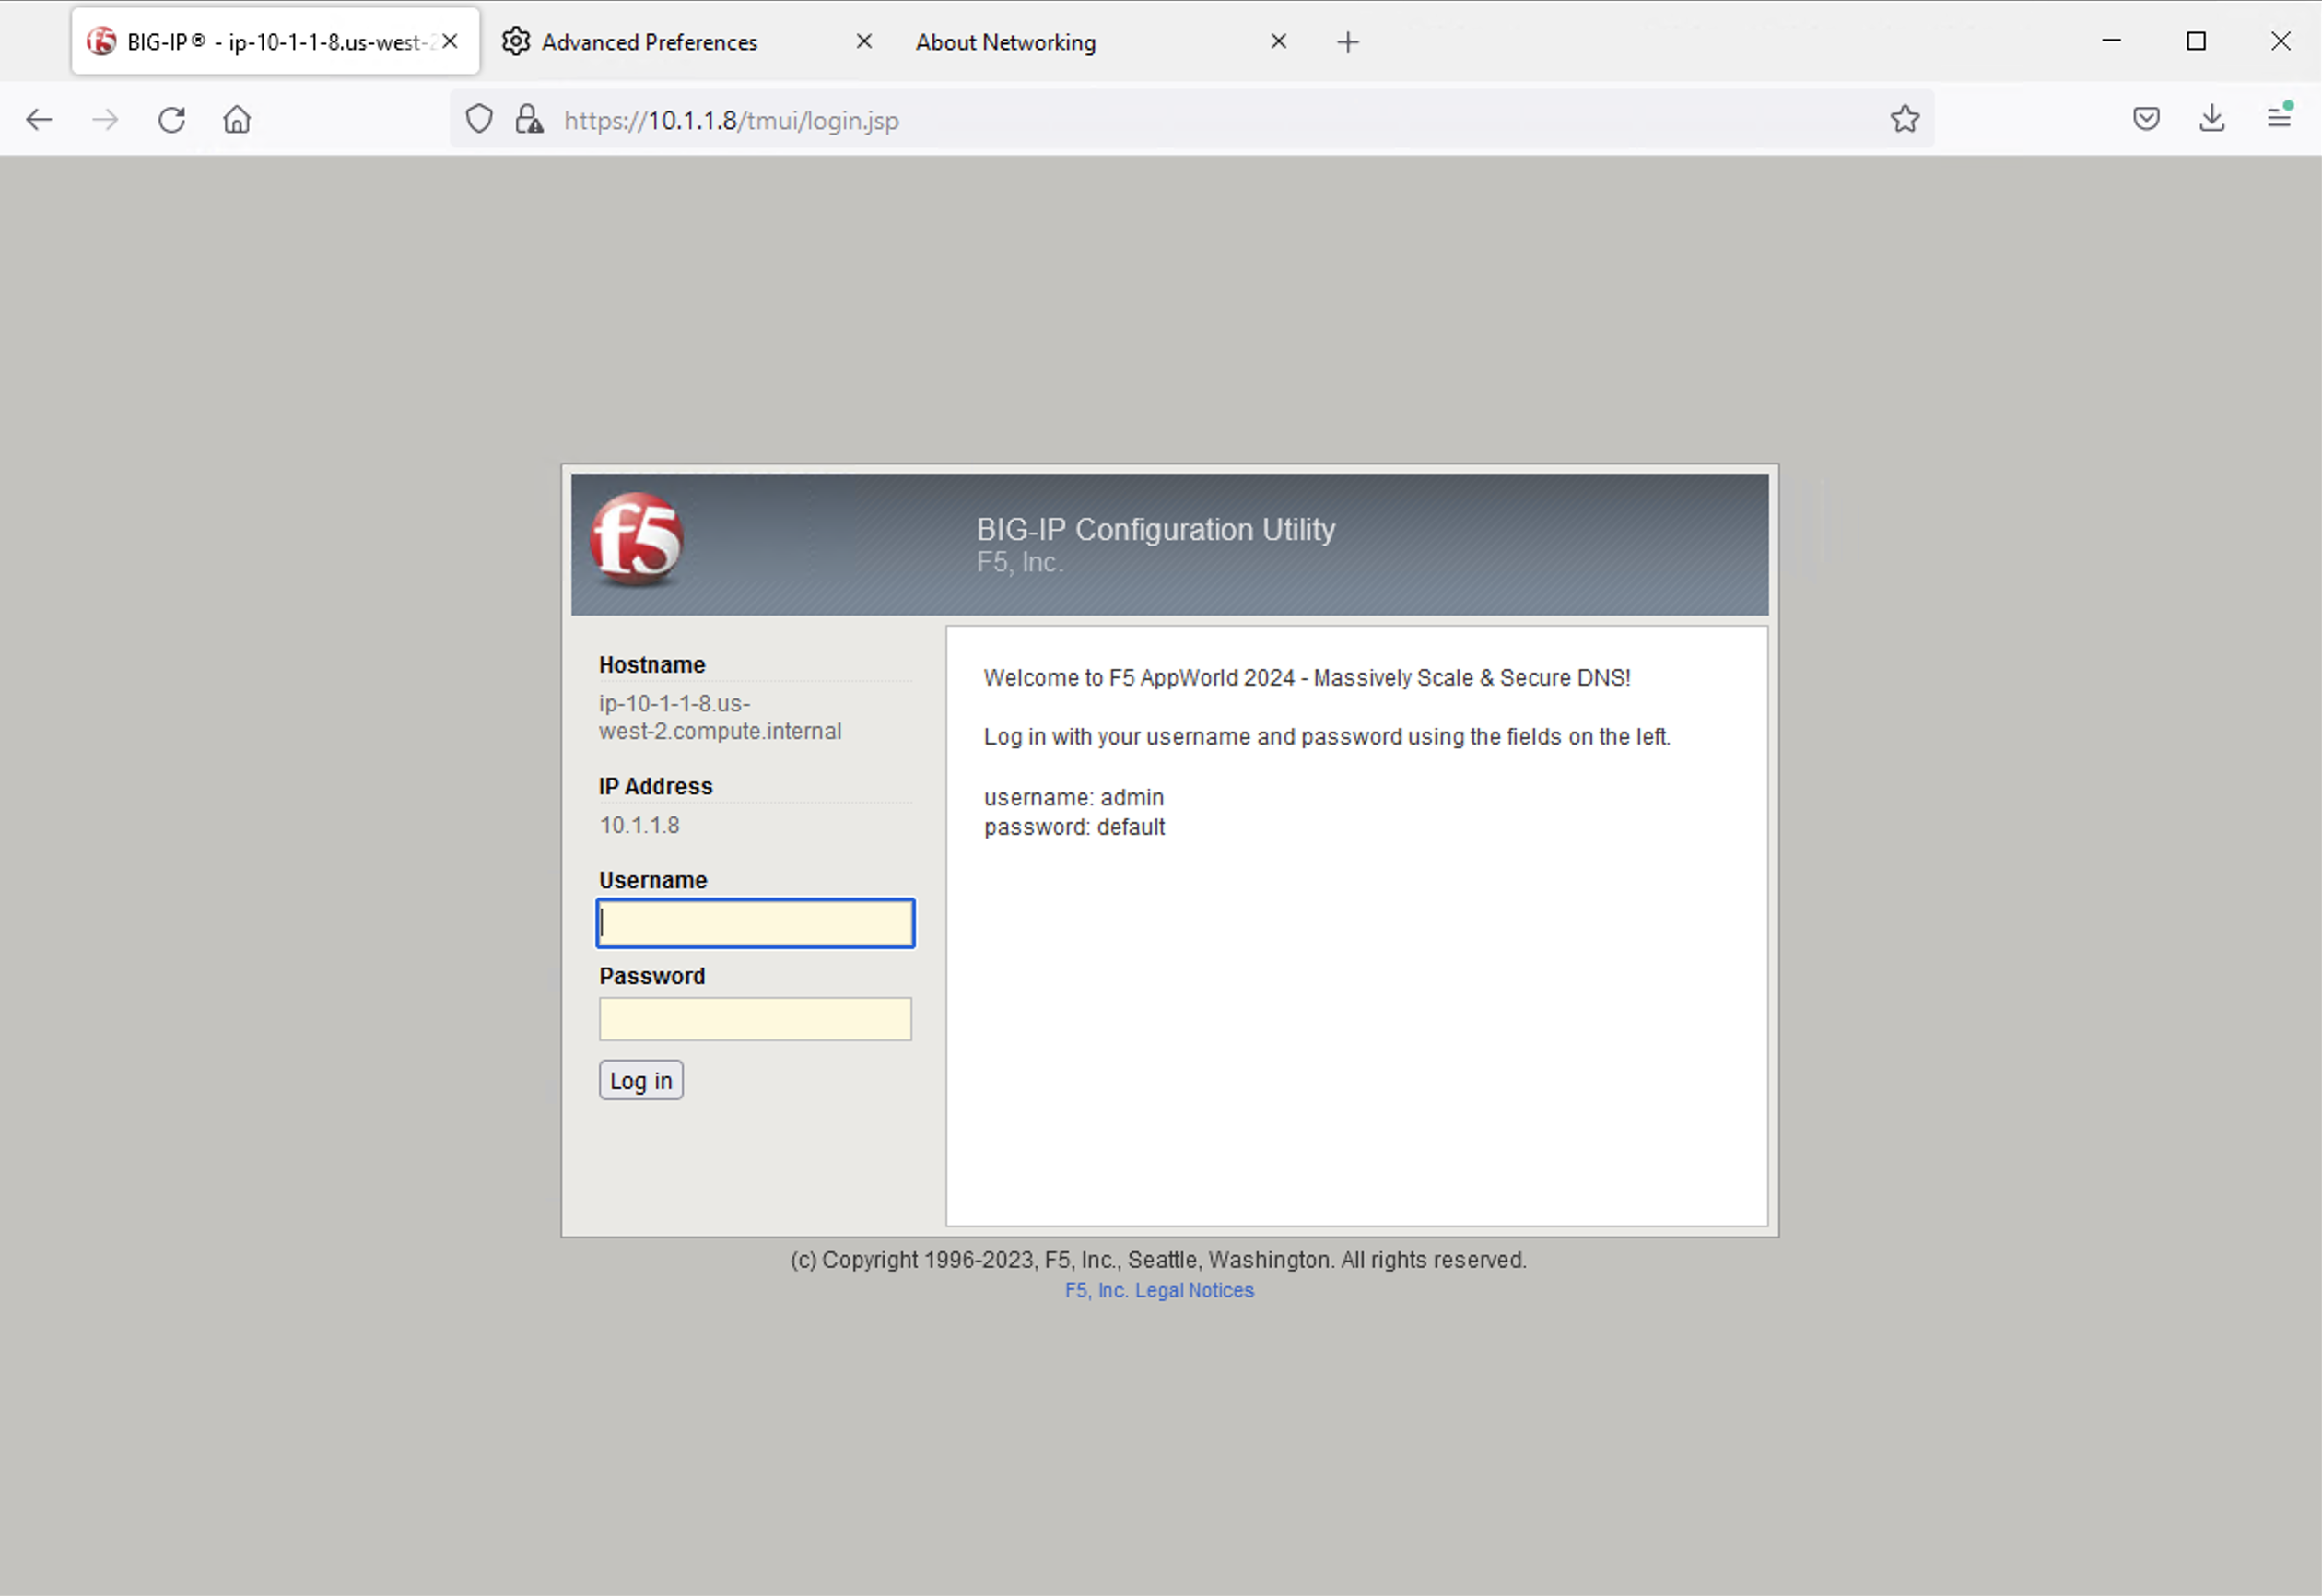 BIG-IP® - ip-10-1-1-8.us-west-2
Advanced Preferences
About Networking
https://10.1.1.8/tmui/login.jsp
f5
BIG-IP Configuration Utility
F5, Inc.
Hostname
ip-10-1-1-8.us-
west-2.compute.internal
IP Address
10.1.1.8
Username
Password
Log in
Welcome to F5 AppWorld 2024 - Massively Scale & Secure DNS!
Log in with your username and password using the fields on the left.
username: admin
password: default
(c) Copyright 1996-2023, F5, Inc., Seattle, Washington. All rights reserved.
F5, Inc. Legal Notices